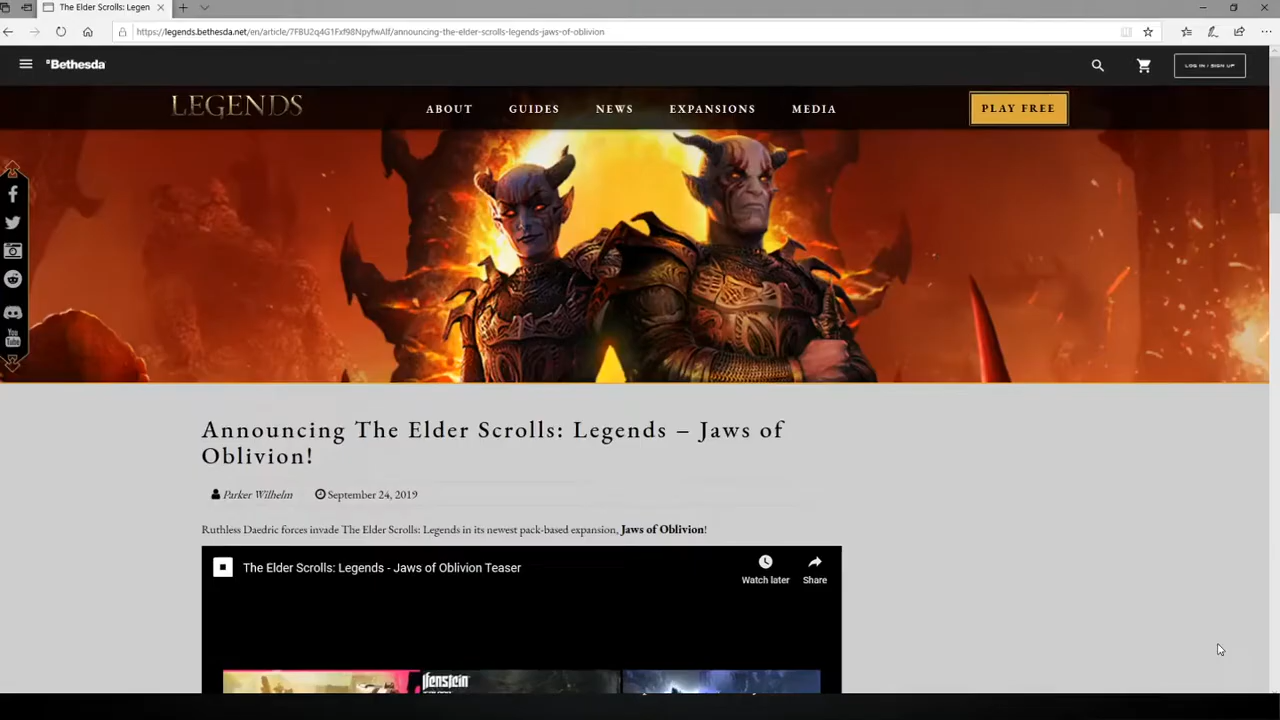 The Elder Scrolls: Legen
https://legends.bethesda.net/en/article/7FBU2q4G1Fxf98NpyfwAlf/announcing-the-elder-scrolls-legends-jaws-of-oblivion
Bethesda
LOG IN / SIGN UP
LEGENDS
ABOUT GUIDES NEWS EXPANSIONS MEDIA
PLAY FREE
You
Tube
Announcing The Elder Scrolls: Legends – Jaws of
Oblivion!
Parker Wilhelm September 24, 2019
Ruthless Daedric forces invade The Elder Scrolls: Legends in its newest pack-based expansion, Jaws of Oblivion!
The Elder Scrolls: Legends - Jaws of Oblivion Teaser
Watch later Share